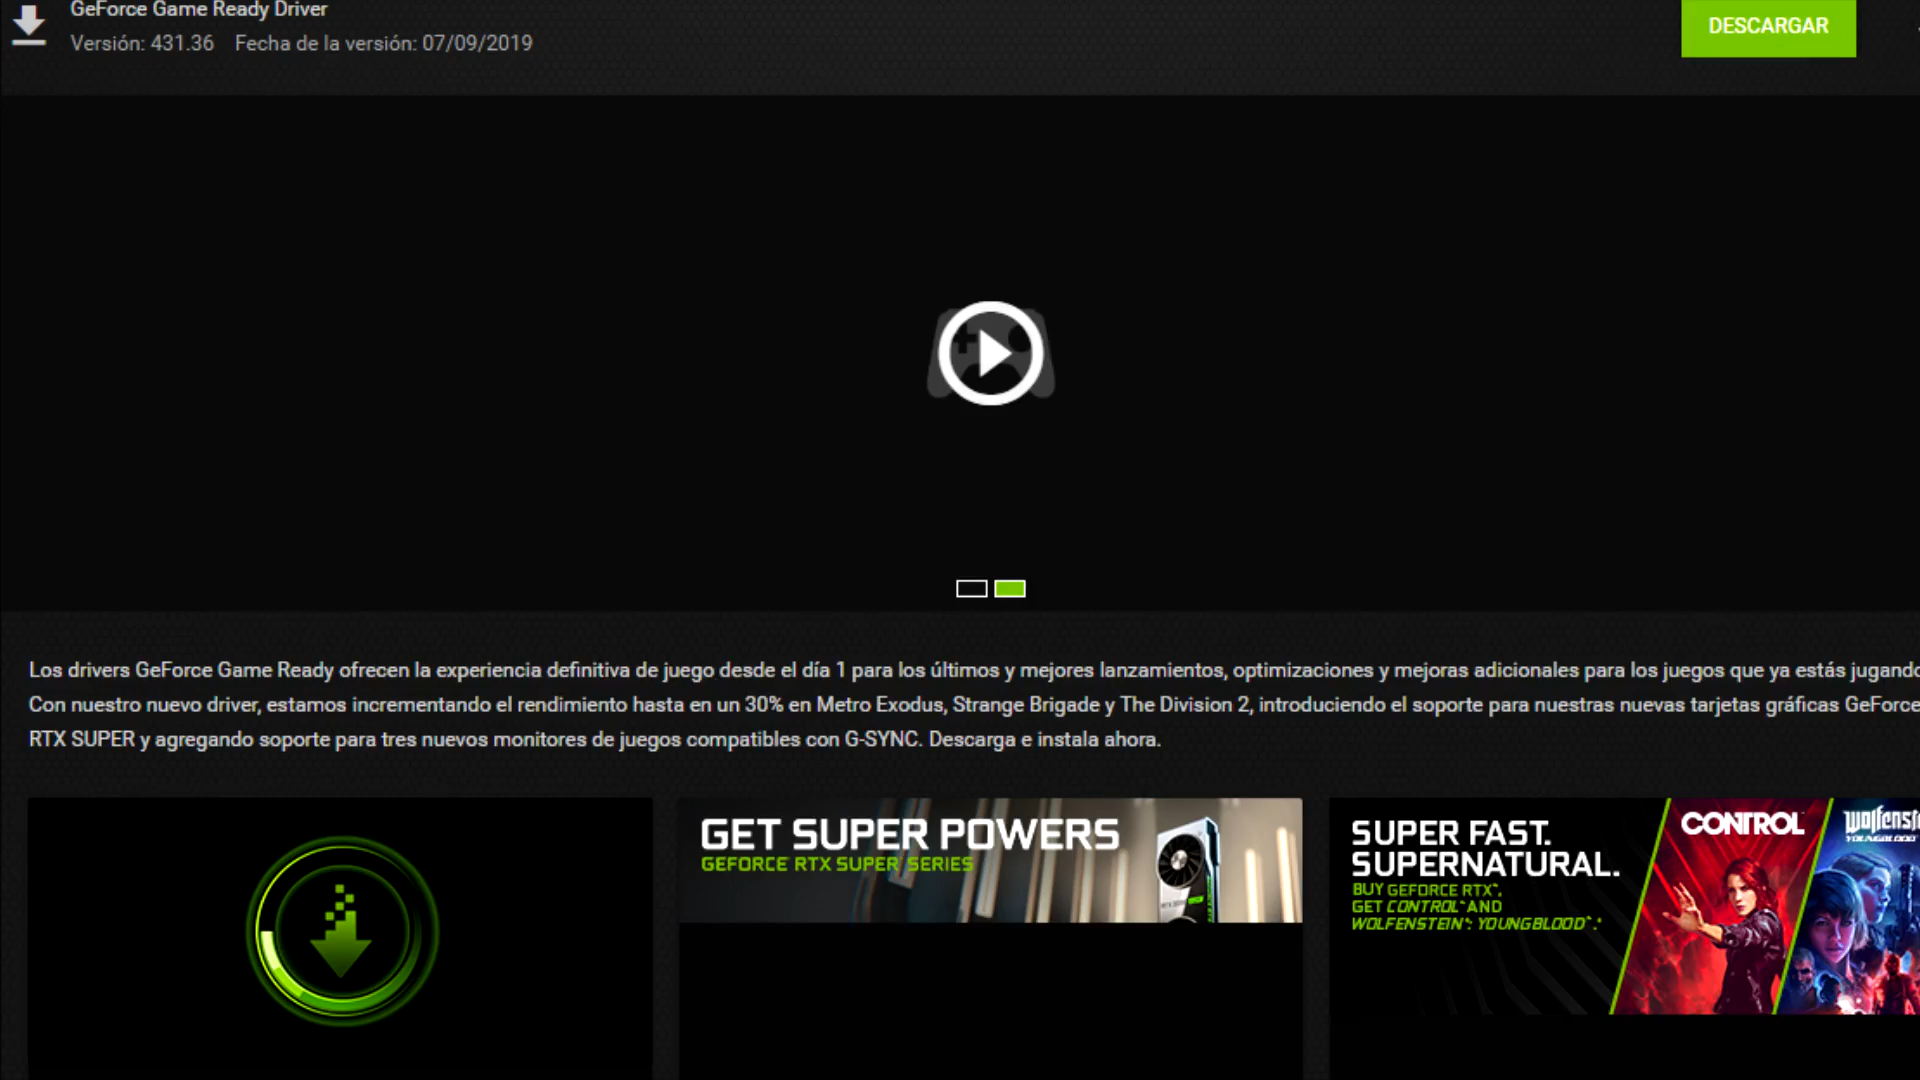 GeForce Game Ready Driver
Versión: 431.36 Fecha de la versión: 07/09/2019
DESCARGAR
Los drivers GeForce Game Ready ofrecen la experiencia definitiva de juego desde el día 1 para los últimos y mejores lanzamientos, optimizaciones y mejoras adicionales para los juegos que ya estás jugando
Con nuestro nuevo driver, estamos incrementando el rendimiento hasta en un 30% en Metro Exodus, Strange Brigade y The Division 2, introduciendo el soporte para nuestras nuevas tarjetas gráficas GeForce
RTX SUPER y agregando soporte para tres nuevos monitores de juegos compatibles con G-SYNC. Descarga e instala ahora.
GET SUPER POWERS
GEFORCE RTX SUPER™ SERIES
SUPER FAST.
SUPERNATURAL.
BUY GEFORCE RTX™.
GET CONTROL™ AND
WOLFENSTEIN®: YOUNGBLOOD™.*
CONTROL
YOUNGBLOOD